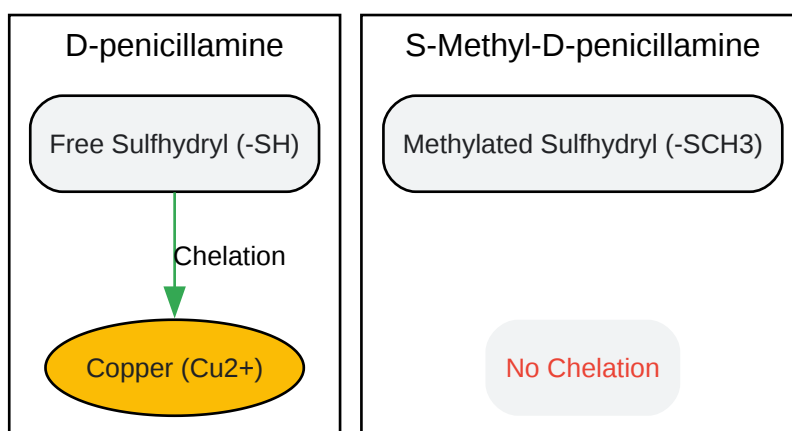 D-penicillamine
Free Sulfhydryl (-SH)
Chelation
Copper (Cu2+)
S-Methyl-D-penicillamine
Methylated Sulfhydryl (-SCH3)
No Chelation